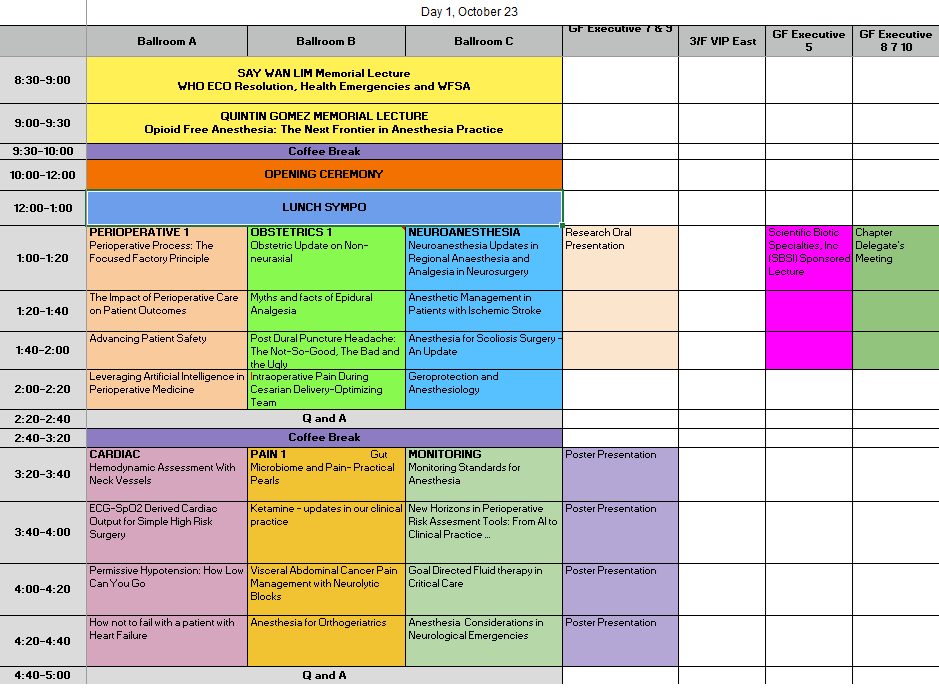 Day 1, October 23
Ballroom A
Ballroom B
Ballroom C
GF Executive 7 & 9
3/F VIP East
GF Executive
5
GF Executive
8 7 10
8:30-9:00
SAY WAN LIM Memorial Lecture
WHO ECO Resolution, Health Emergencies and WFSA
9:00-9:30
QUINTIN GOMEZ MEMORIAL LECTURE
Opioid Free Anesthesia: The Next Frontier in Anesthesia Practice
9:30-10:00
Coffee Break
10:00-12:00
OPENING CEREMONY
12:00-1:00
LUNCH SYMPO
1:00-1:20
PERIOPERATIVE 1
Perioperative Process: The
Focused Factory Principle
OBSTETRICS 1
Obstetric Update on Non-
neuraxial
NEUROANESTHESIA
Neuroanesthesia Updates in
Regional Anaesthesia and
Analgesia in Neurosurgery
Research Oral
Presentation
Scientific Biotic
Specialties, Inc
(SBSI) Sponsored
Lecture
Chapter
Delegate's
Meeting
1:20-1:40
The Impact of Perioperative Care
on Patient Outcomes
Myths and facts of Epidural
Analgesia
Anesthetic Management in
Patients with Ischemic Stroke
1:40-2:00
Advancing Patient Safety
Post Dural Puncture Headache:
The Not-So-Good, The Bad and
the Ugly
Anesthesia for Scoliosis Surgery -
An Update
2:00-2:20
Leveraging Artificial Intelligence in
Perioperative Medicine
Intraoperative Pain During
Cesarian Delivery-Optimizing
Team
Geroprotection and
Anesthesiology
2:20-2:40
Q and A
2:40-3:20
Coffee Break
3:20-3:40
CARDIAC
Hemodynamic Assessment With
Neck Vessels
PAIN 1 Gut
Microbiome and Pain- Practical
Pearls
MONITORING
Monitoring Standards for
Anesthesia
Poster Presentation
3:40-4:00
ECG-SpO2 Derived Cardiac
Output for Simple High Risk
Surgery
Ketamine - updates in our clinical
practice
New Horizons in Perioperative
Risk Assesment Tools: From AI to
Clinical Practice ...
Poster Presentation
4:00-4:20
Permissive Hypotension: How Low
Can You Go
Visceral Abdominal Cancer Pain
Management with Neurolytic
Blocks
Goal Directed Fluid therapy in
Critical Care
Poster Presentation
4:20-4:40
How not to fail with a patient with
Heart Failure
Anesthesia for Orthogeriatrics
Anesthesia Considerations in
Neurological Emergencies
Poster Presentation
4:40-5:00
Q and A